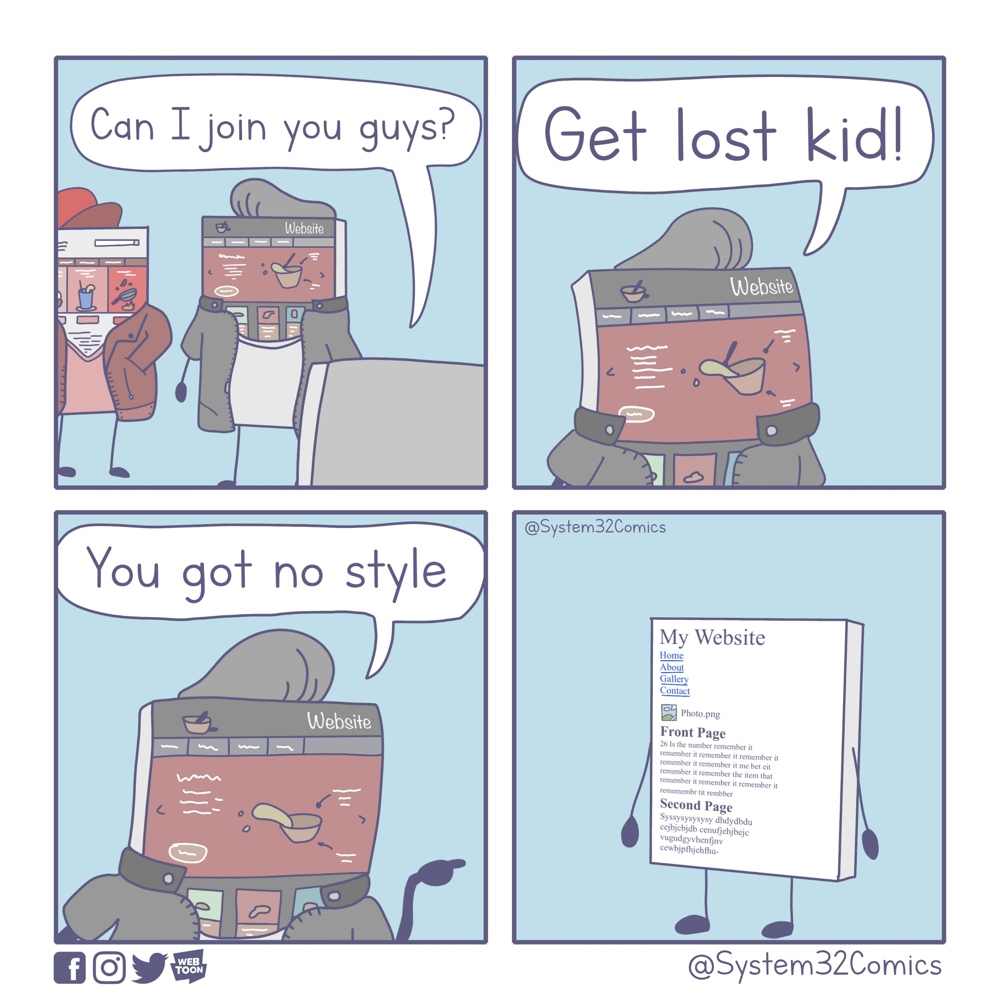 Can I join you guys?
Website
Get lost kid!
Website
You got no style
Website
@System32Comics
My Website
Home
About
Gallery
Contact
Photo.png
Front Page
26 Is the number remember it
remember it remember it remember it
remember it remember it me bet eit
remember it remember the item that
remember it remember it remember it
rememembr tit rembber
Second Page
Syssysysysysy dhdydbdu
cejbjcbjdb cenufjehjbejc
vugudgyvhenfjnv
cewbjpfhjehfhu-
f
WEB
TOON
@System32Comics